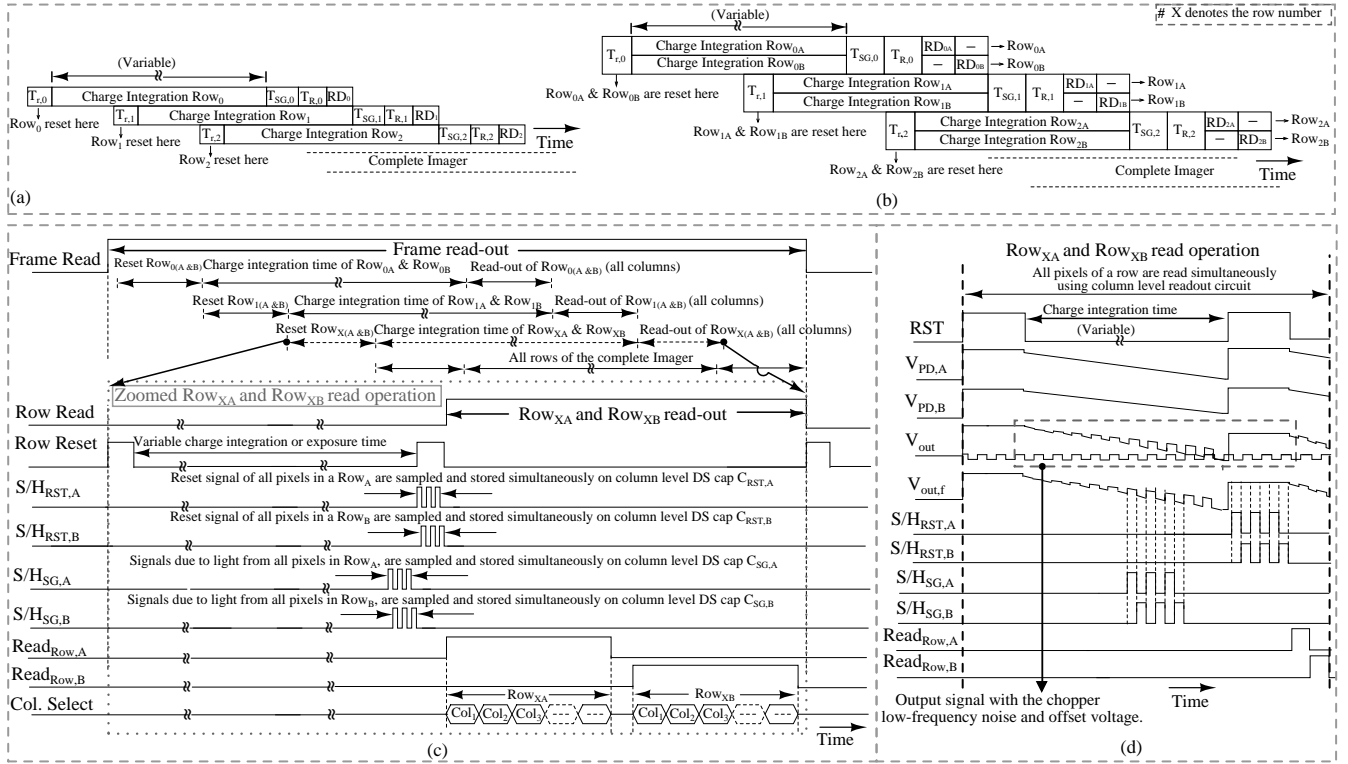 (Variable)
T_r,0 Charge Integration Row_0 T_SG,0 T_R,0 RD_0
T_r,1 Charge Integration Row_1 T_SG,1 T_R,1 RD_1
Row_0 reset here
T_r,2 Charge Integration Row_2 T_SG,2 T_R,2 RD_2
Row_1 reset here
Time
Row_2 reset here
Complete Imager
(a)
# X denotes the row number
(Variable)
T_r,0 Charge Integration Row_0A T_SG,0 T_R,0 RD_0A – Row_0A
Charge Integration Row_0B – RD_0B Row_0B
Row_0A & Row_0B are reset here
T_r,1 Charge Integration Row_1A T_SG,1 T_R,1 RD_1A – Row_1A
Charge Integration Row_1B – RD_1B Row_1B
Row_1A & Row_1B are reset here
T_r,2 Charge Integration Row_2A T_SG,2 T_R,2 RD_2A – Row_2A
Charge Integration Row_2B – RD_2B Row_2B
Row_2A & Row_2B are reset here
Complete Imager
Time
(b)
Frame Read
Frame read-out
Reset Row_0(A &B) Charge integration time of Row_0A & Row_0B Read-out of Row_0(A &B) (all columns)
Reset Row_1(A &B) Charge integration time of Row_1A & Row_1B Read-out of Row_1(A &B) (all columns)
Reset Row_X(A &B) Charge integration time of Row_XA & Row_XB Read-out of Row_X(A &B) (all columns)
All rows of the complete Imager
Zoomed Row_XA and Row_XB read operation
Row Read
Row_XA and Row_XB read-out
Row Reset
Variable charge integration or exposure time
Reset signal of all pixels in a Row_A are sampled and stored simultaneously on column level DS cap C_RST,A
S/H_RST,A
Reset signal of all pixels in a Row_B are sampled and stored simultaneously on column level DS cap C_RST,B
S/H_RST,B
Signals due to light from all pixels in Row_A, are sampled and stored simultaneously on column level DS cap C_SG,A
S/H_SG,A
Signals due to light from all pixels in Row_B, are sampled and stored simultaneously on column level DS cap C_SG,B
S/H_SG,B
Read_Row,A
Read_Row,B
Row_XA Row_XB
Col. Select
Col_1 Col_2 Col_3 --- --- Col_1 Col_2 Col_3 --- ---
Time
(c)
Row_XA and Row_XB read operation
All pixels of a row are read simultaneously
using column level readout circuit
RST
Charge integration time
(Variable)
V_PD,A
V_PD,B
V_out
V_out,f
S/H_RST,A
S/H_RST,B
S/H_SG,A
S/H_SG,B
Read_Row,A
Read_Row,B
Time
Output signal with the chopper
low-frequency noise and offset voltage.
(d)